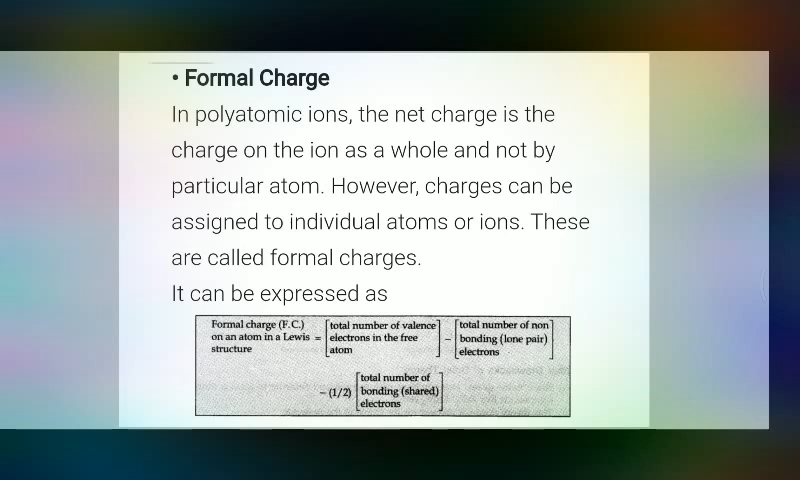 • Formal Charge
In polyatomic ions, the net charge is the
charge on the ion as a whole and not by
particular atom. However, charges can be
assigned to individual atoms or ions. These
are called formal charges.
It can be expressed as
Formal charge (F.C.) on an atom in a Lewis structure = [total number of valence electrons in the free atom] – [total number of non bonding (lone pair) electrons]
– (1/2) [total number of bonding (shared) electrons]